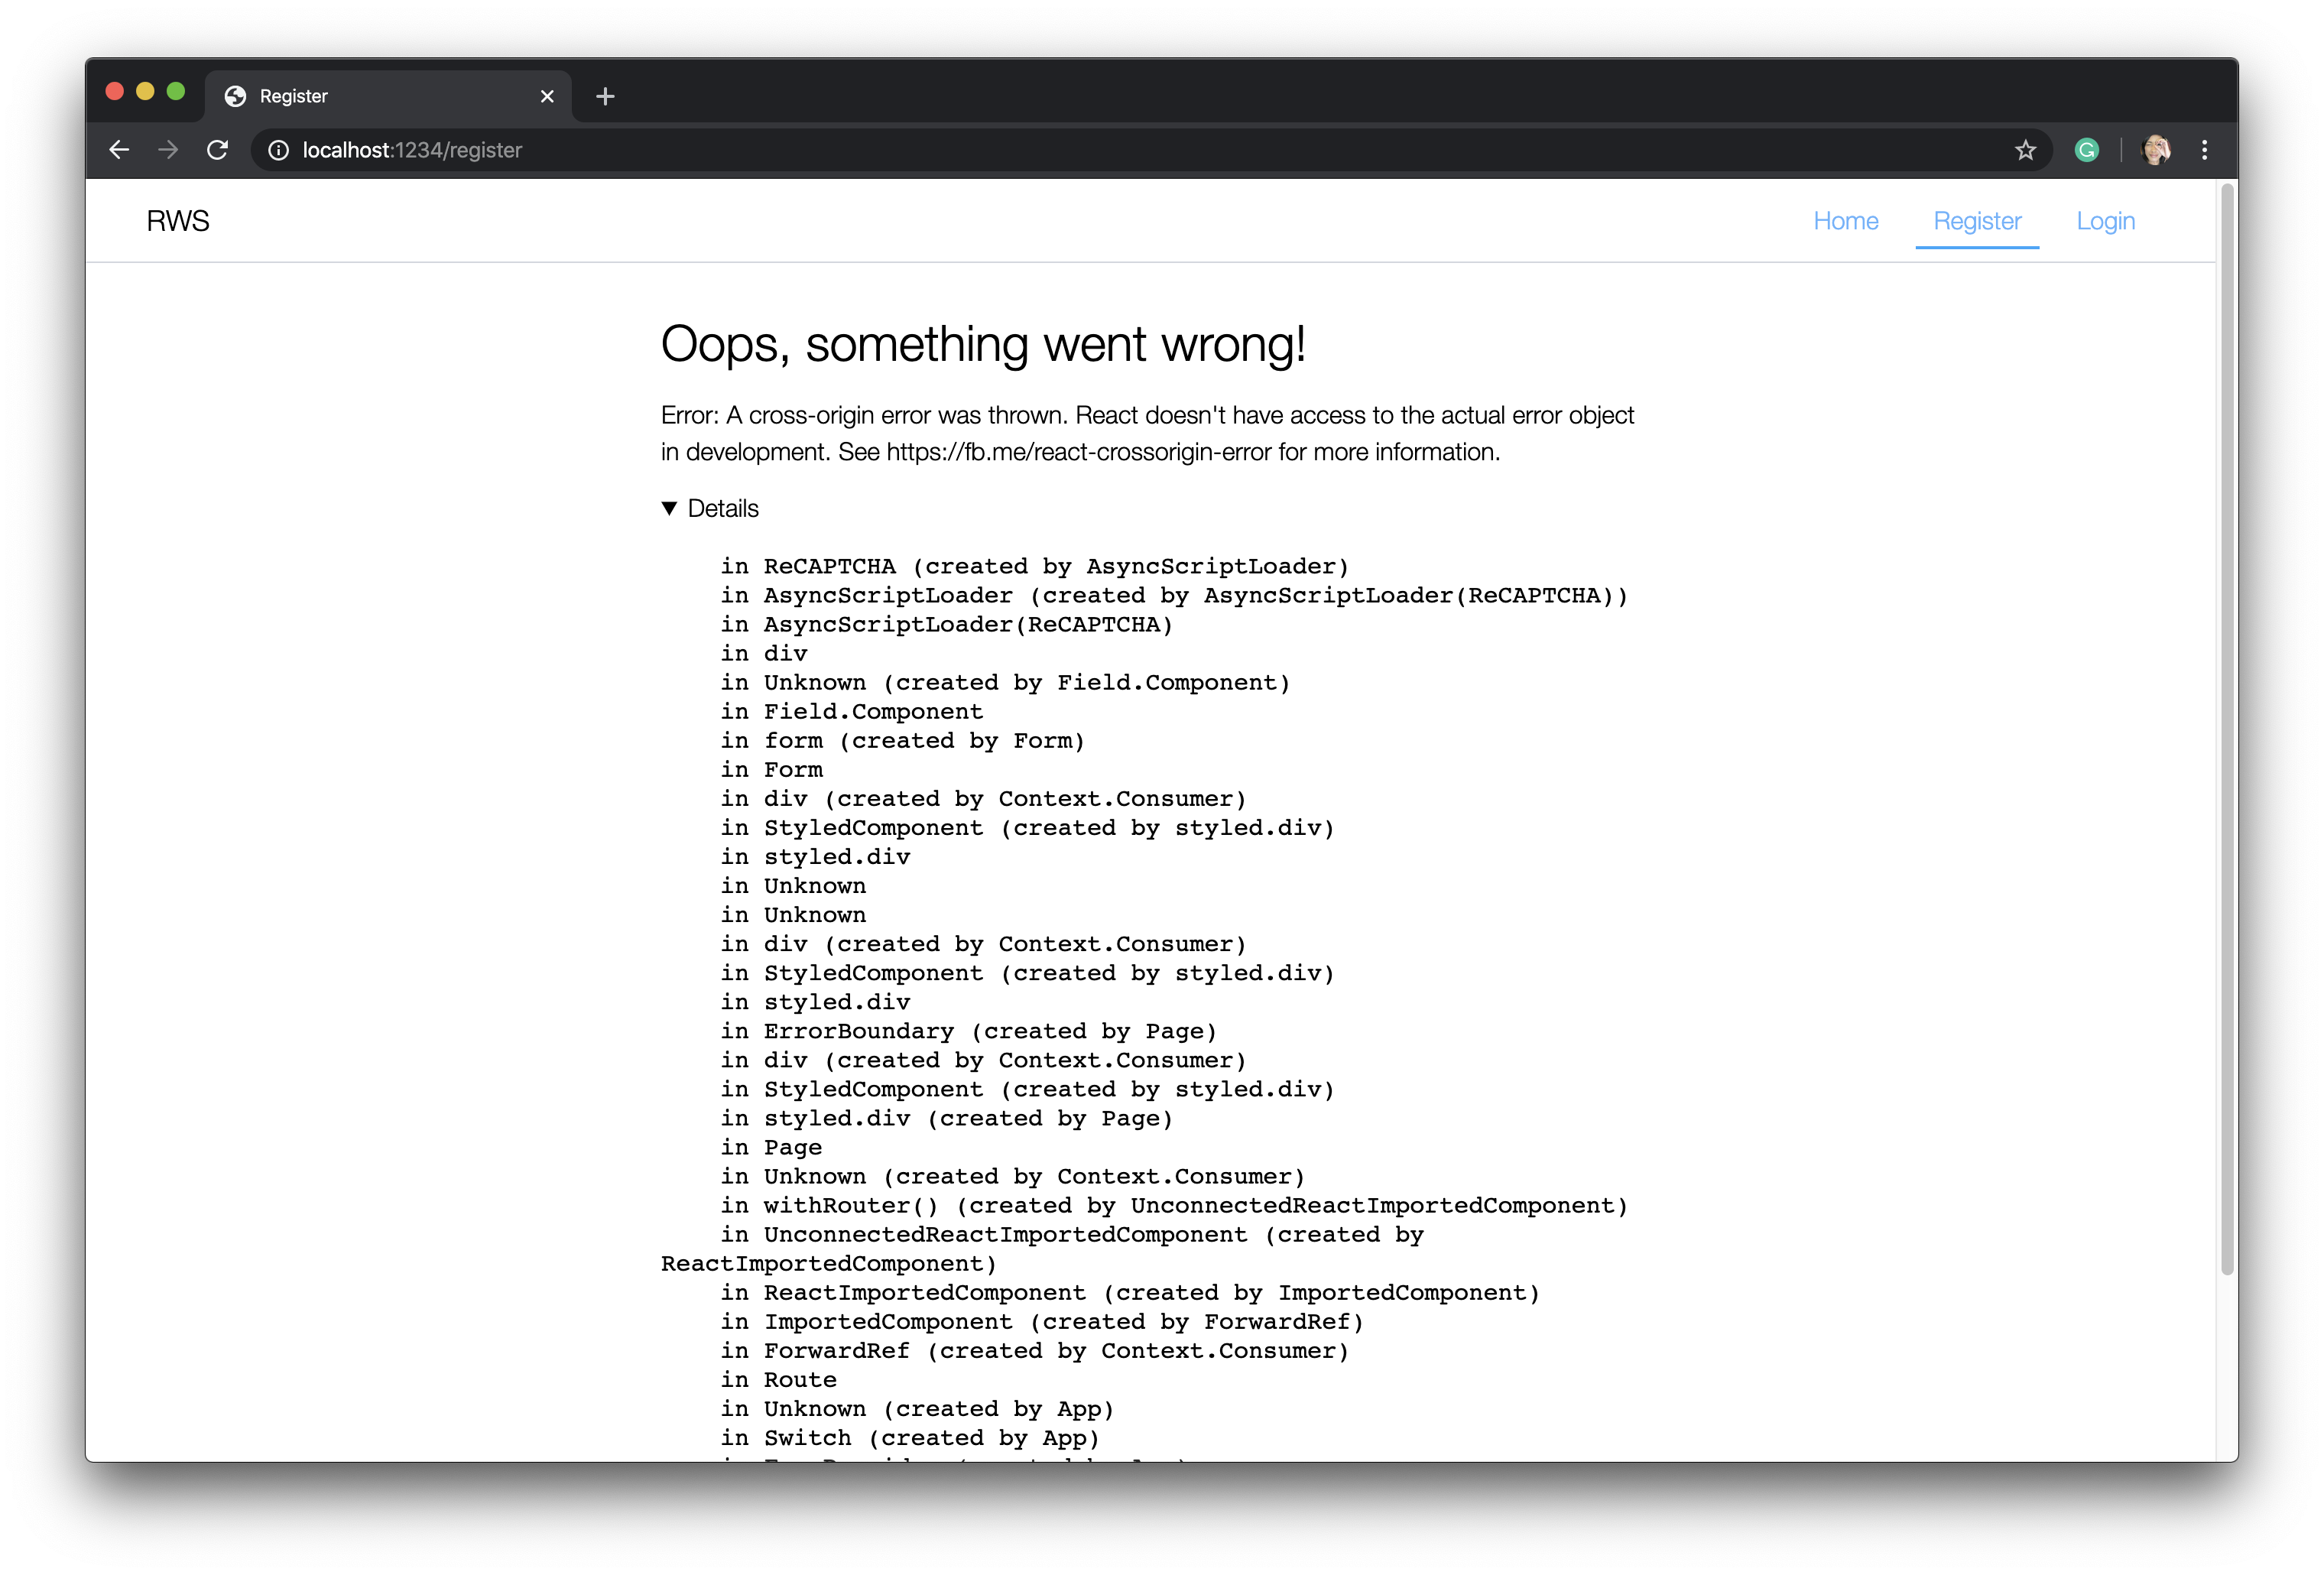 Register
localhost:1234/register
RWS Home Register Login
Oops, something went wrong!
Error: A cross-origin error was thrown. React doesn't have access to the actual error object
in development. See https://fb.me/react-crossorigin-error for more information.
▼ Details
in ReCAPTCHA (created by AsyncScriptLoader)
in AsyncScriptLoader (created by AsyncScriptLoader(ReCAPTCHA))
in AsyncScriptLoader(ReCAPTCHA)
in div
in Unknown (created by Field.Component)
in Field.Component
in form (created by Form)
in Form
in div (created by Context.Consumer)
in StyledComponent (created by styled.div)
in styled.div
in Unknown
in Unknown
in div (created by Context.Consumer)
in StyledComponent (created by styled.div)
in styled.div
in ErrorBoundary (created by Page)
in div (created by Context.Consumer)
in StyledComponent (created by styled.div)
in styled.div (created by Page)
in Page
in Unknown (created by Context.Consumer)
in withRouter() (created by UnconnectedReactImportedComponent)
in UnconnectedReactImportedComponent (created by
ReactImportedComponent)
in ReactImportedComponent (created by ImportedComponent)
in ImportedComponent (created by ForwardRef)
in ForwardRef (created by Context.Consumer)
in Route
in Unknown (created by App)
in Switch (created by App)